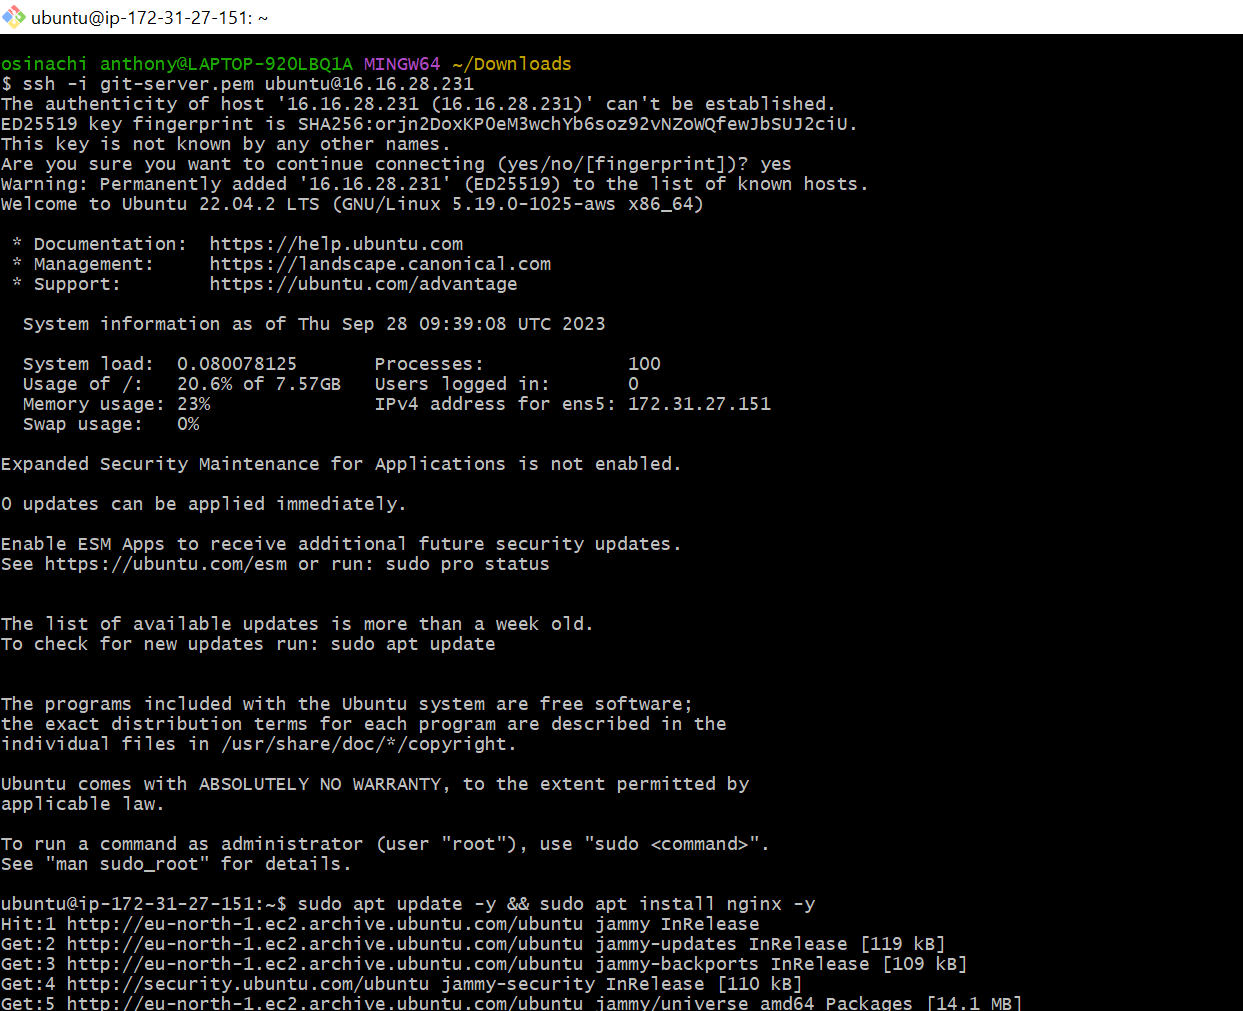 ubuntu@ip-172-31-27-151: ~
osinachi anthony@LAPTOP-920LBQ1A MINGW64 ~/Downloads
$ ssh -i git-server.pem ubuntu@16.16.28.231
The authenticity of host '16.16.28.231 (16.16.28.231)' can't be established.
ED25519 key fingerprint is SHA256:orjn2DoxKP0eM3wchYb6soz92vNZoWQfewJbSUJ2ciU.
This key is not known by any other names.
Are you sure you want to continue connecting (yes/no/[fingerprint])? yes
Warning: Permanently added '16.16.28.231' (ED25519) to the list of known hosts.
Welcome to Ubuntu 22.04.2 LTS (GNU/Linux 5.19.0-1025-aws x86_64)
 * Documentation:  https://help.ubuntu.com
 * Management:     https://landscape.canonical.com
 * Support:        https://ubuntu.com/advantage
  System information as of Thu Sep 28 09:39:08 UTC 2023
  System load:  0.080078125       Processes:             100
  Usage of /:   20.6% of 7.57GB   Users logged in:       0
  Memory usage: 23%               IPv4 address for ens5: 172.31.27.151
  Swap usage:   0%
Expanded Security Maintenance for Applications is not enabled.
0 updates can be applied immediately.
Enable ESM Apps to receive additional future security updates.
See https://ubuntu.com/esm or run: sudo pro status
The list of available updates is more than a week old.
To check for new updates run: sudo apt update
The programs included with the Ubuntu system are free software;
the exact distribution terms for each program are described in the
individual files in /usr/share/doc/*/copyright.
Ubuntu comes with ABSOLUTELY NO WARRANTY, to the extent permitted by
applicable law.
To run a command as administrator (user "root"), use "sudo <command>".
See "man sudo_root" for details.
ubuntu@ip-172-31-27-151:~$ sudo apt update -y && sudo apt install nginx -y
Hit:1 http://eu-north-1.ec2.archive.ubuntu.com/ubuntu jammy InRelease
Get:2 http://eu-north-1.ec2.archive.ubuntu.com/ubuntu jammy-updates InRelease [119 kB]
Get:3 http://eu-north-1.ec2.archive.ubuntu.com/ubuntu jammy-backports InRelease [109 kB]
Get:4 http://security.ubuntu.com/ubuntu jammy-security InRelease [110 kB]
Get:5 http://eu-north-1.ec2.archive.ubuntu.com/ubuntu jammy/universe amd64 Packages [14.1 MB]